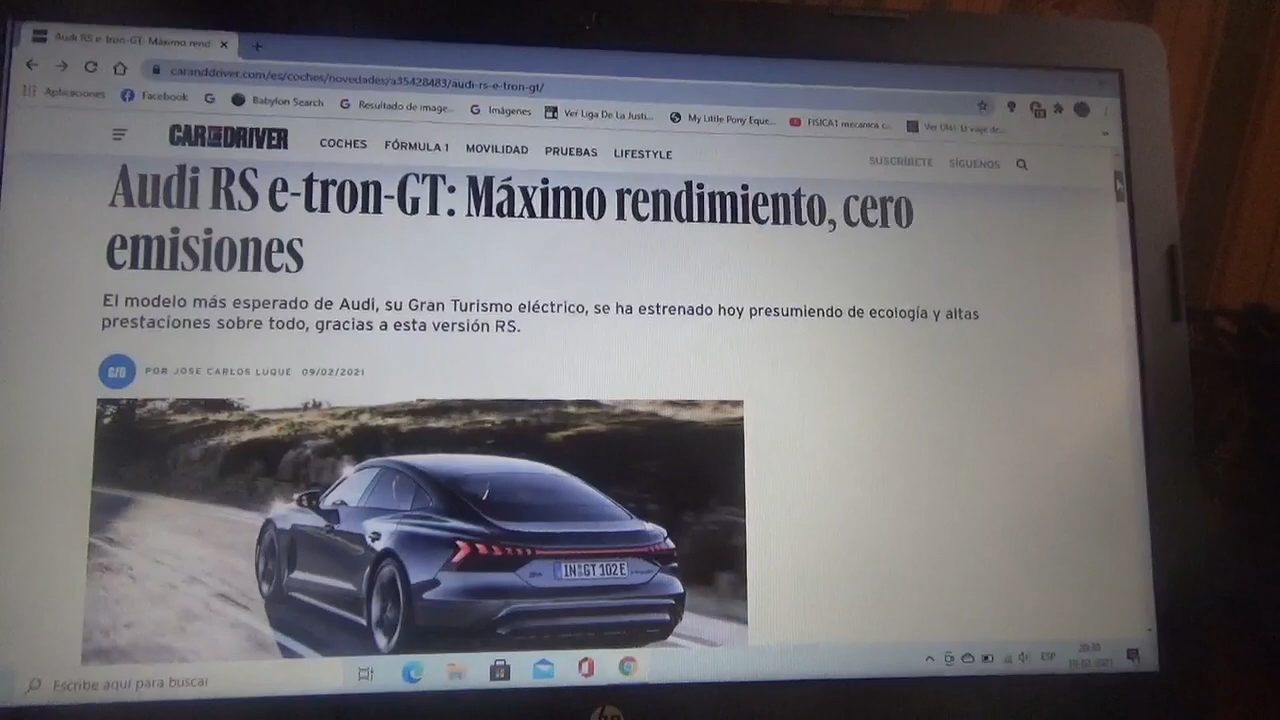 Audi RS e-tron-GT: Máximo rend
caranddriver.com/es/coches/novedades/a35428483/audi-rs-e-tron-gt/
Aplicaciones Facebook Babylon Search Resultado de image... Imágenes Ver Liga De La Justi... My Little Pony Eque... FISICA1 mecanica c...
CAR AND DRIVER COCHES FÓRMULA 1 MOVILIDAD PRUEBAS LIFESTYLE SUSCRÍBETE SÍGUENOS
Audi RS e-tron-GT: Máximo rendimiento, cero
emisiones
El modelo más esperado de Audi, su Gran Turismo eléctrico, se ha estrenado hoy presumiendo de ecología y altas
prestaciones sobre todo, gracias a esta versión RS.
C/D POR JOSE CARLOS LUQUE 09/02/2021
IN GT 102E
Escribe aquí para buscar ESP
hp